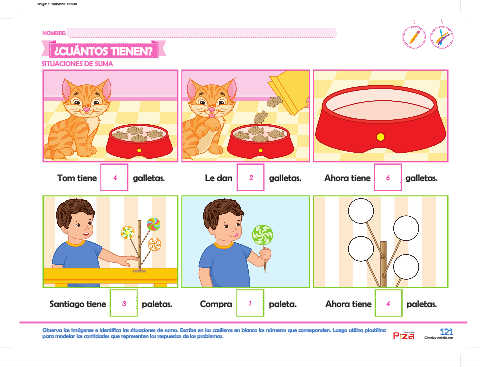 NOMBRE:
¿CUÁNTOS TIENEN?
SITUACIONES DE SUMA
Tom tiene 4 galletas.
Le dan 2 galletas.
Ahora tiene 6 galletas.
Santiago tiene 3 paletas.
Compra 1 paleta.
Ahora tiene 4 paletas.
Observa las imágenes e identifica las situaciones de suma. Escribe en los casilleros en blanco los números que corresponden. Luego utiliza plastilina
para modelar las cantidades que representen las respuestas de los problemas.
121